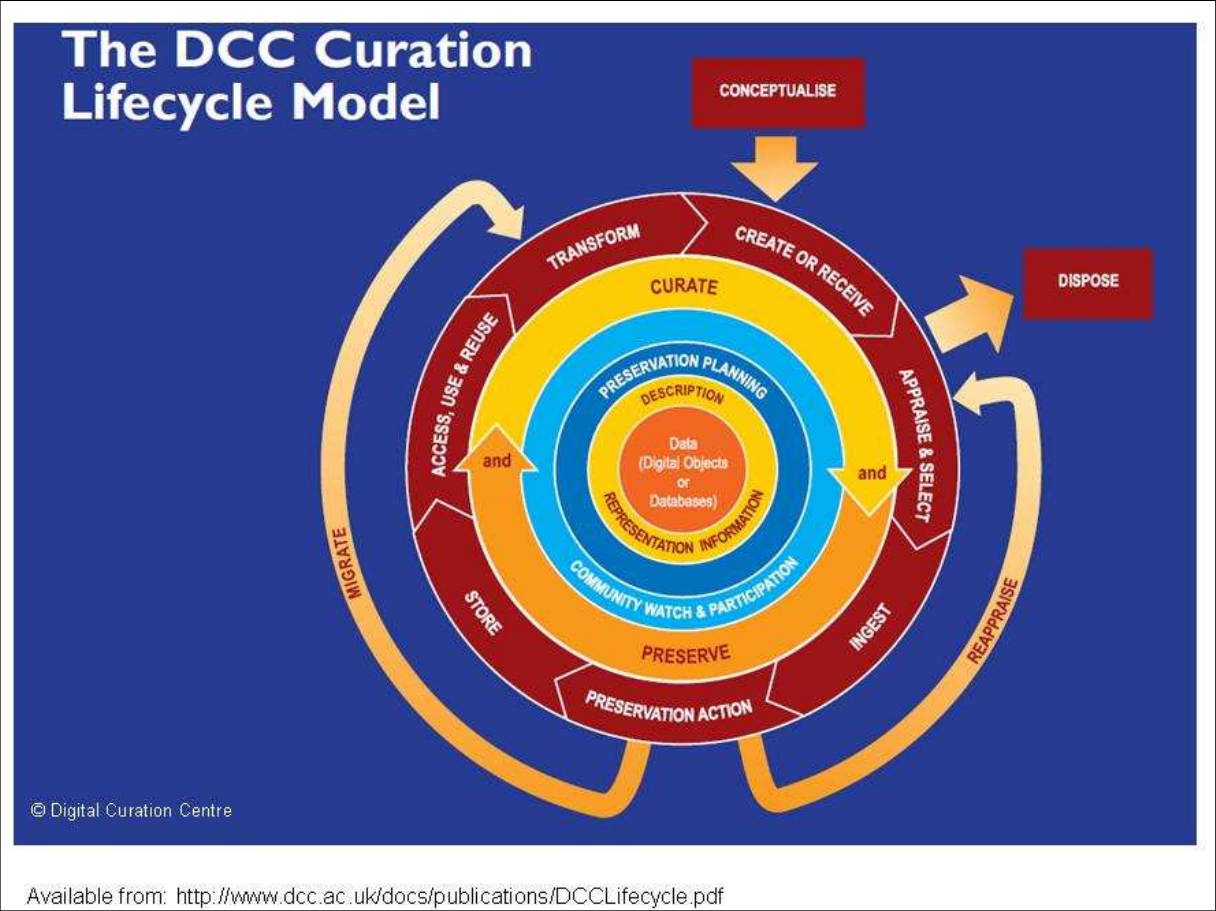 The DCC Curation
Lifecycle Model
CONCEPTUALISE
DISPOSE
TRANSFORM
CREATE OR RECEIVE
APPRAISE & SELECT
INGEST
PRESERVATION ACTION
STORE
ACCESS, USE & REUSE
CURATE
and
PRESERVE
and
COMMUNITY WATCH & PARTICIPATION
PRESERVATION PLANNING
DESCRIPTION
REPRESENTATION INFORMATION
Data
(Digital Objects
or
Databases)
MIGRATE
REAPPRAISE
© Digital Curation Centre
Available from: http://www.dcc.ac.uk/docs/publications/DCCLifecycle.pdf